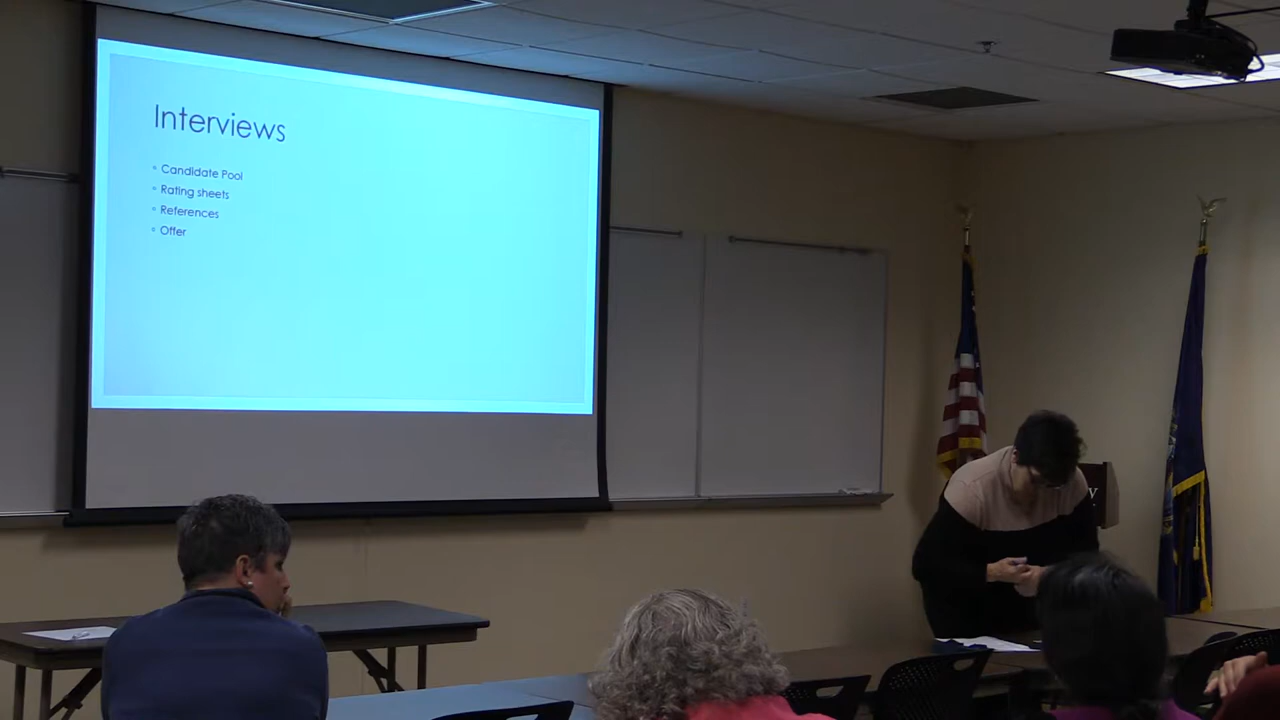 Interviews
Candidate Pool
Rating sheets
References
Offer